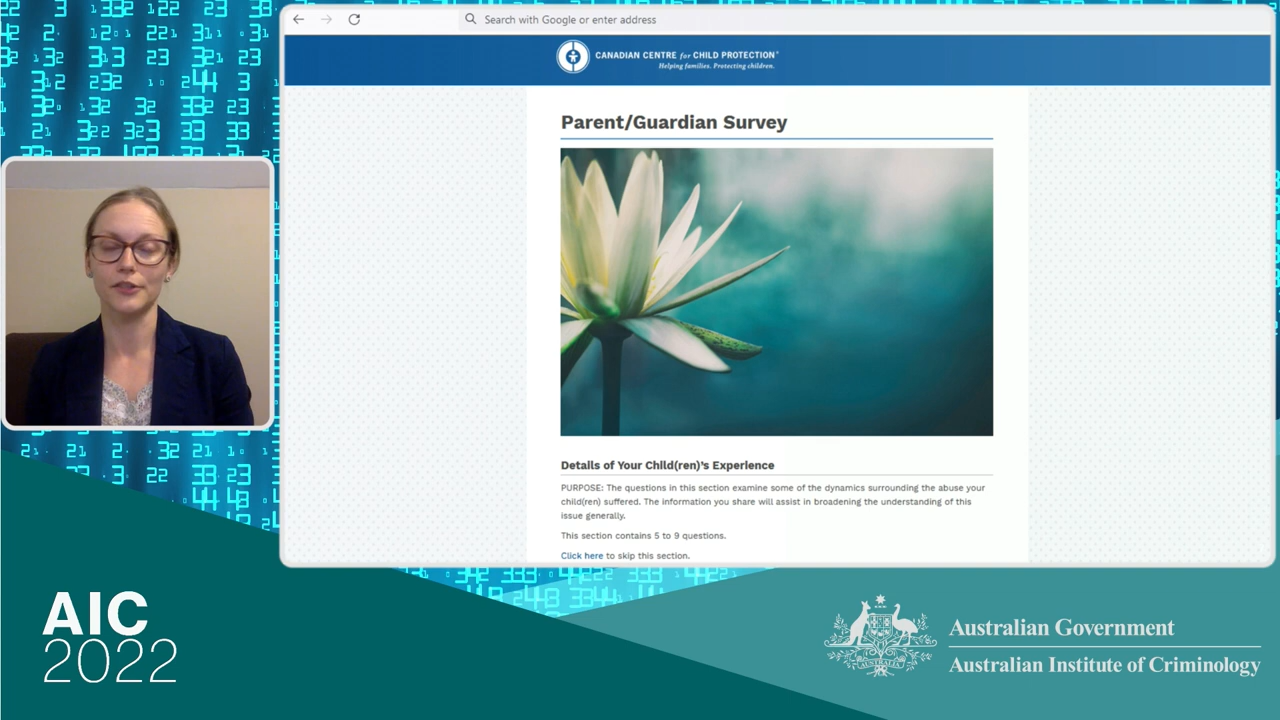 Search with Google or enter address
CANADIAN CENTRE for CHILD PROTECTION®
Helping families. Protecting children.
Parent/Guardian Survey
Details of Your Child(ren)'s Experience
PURPOSE: The questions in this section examine some of the dynamics surrounding the abuse your
child(ren) suffered. The information you share will assist in broadening the understanding of this
issue generally.
This section contains 5 to 9 questions.
Click here to skip this section.
AIC
2022
AUSTRALIA
Australian Government
Australian Institute of Criminology